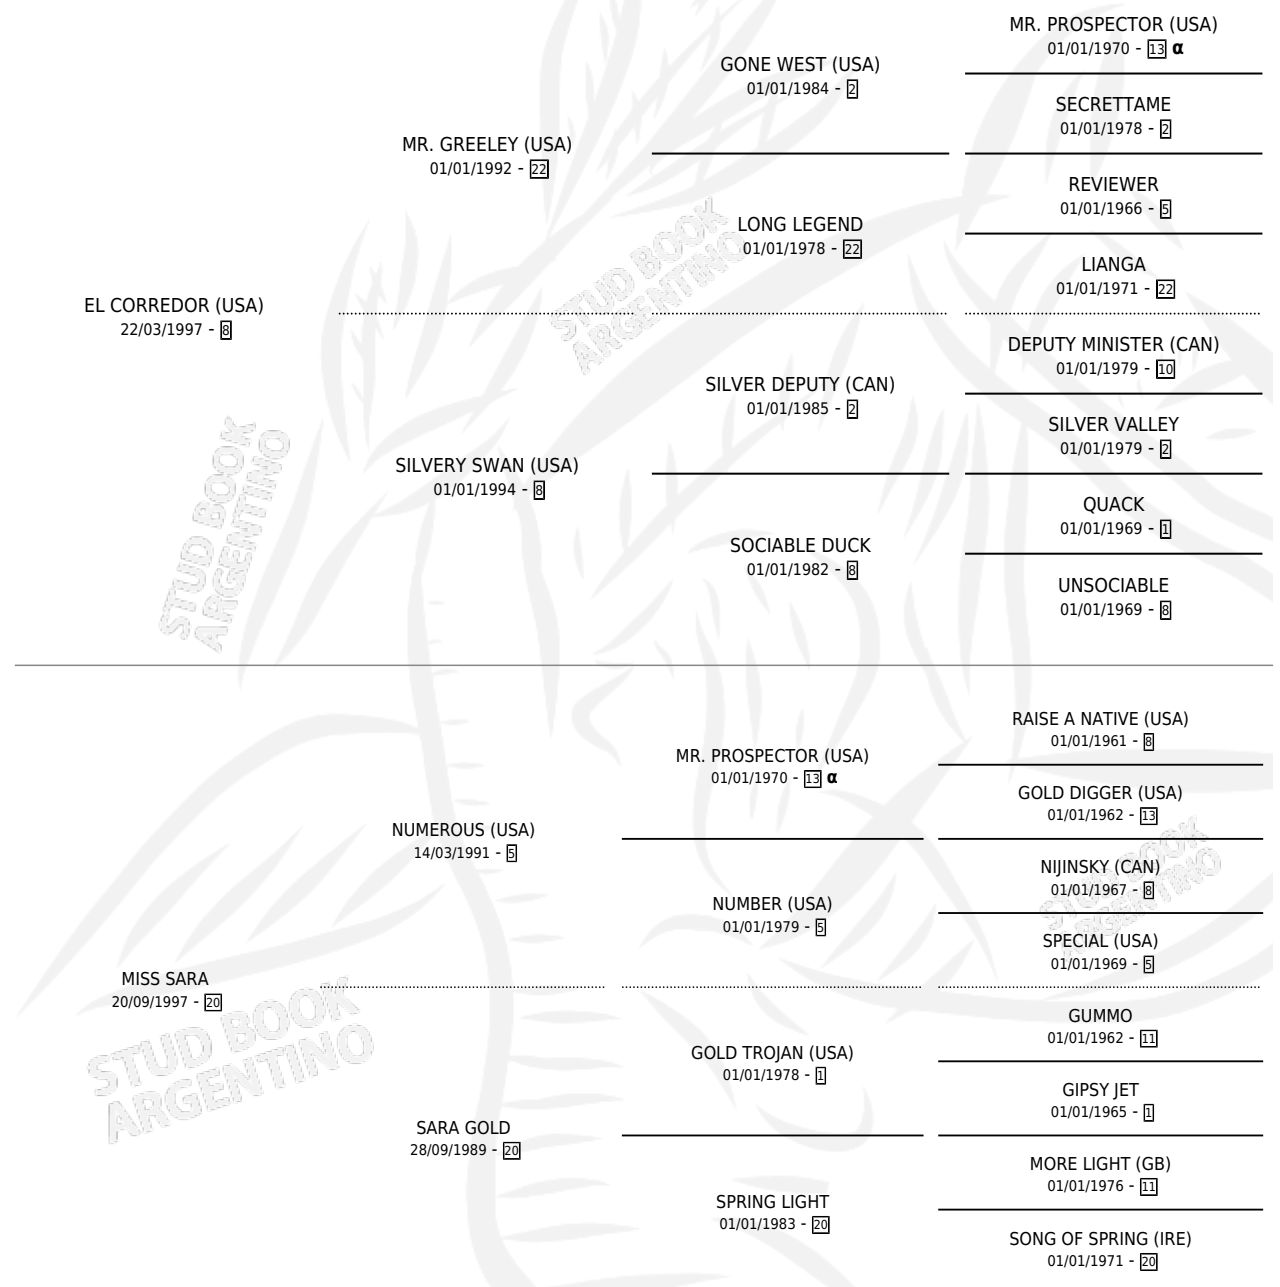 MR. PROSPECTOR (USA)
01/01/1970 - 13 α
GONE WEST (USA)
01/01/1984 - 2
SECRETTAME
01/01/1978 - 2
MR. GREELEY (USA)
01/01/1992 - 22
REVIEWER
01/01/1966 - 5
LONG LEGEND
01/01/1978 - 22
LIANGA
01/01/1971 - 22
EL CORREDOR (USA)
22/03/1997 - 8
DEPUTY MINISTER (CAN)
01/01/1979 - 10
SILVER DEPUTY (CAN)
01/01/1985 - 2
SILVER VALLEY
01/01/1979 - 2
SILVERY SWAN (USA)
01/01/1994 - 8
QUACK
01/01/1969 - 1
SOCIABLE DUCK
01/01/1982 - 8
UNSOCIABLE
01/01/1969 - 8
STUD BOOK
ARGENTINO
STUD BOOK
ARGENTINO
RAISE A NATIVE (USA)
01/01/1961 - 8
MR. PROSPECTOR (USA)
01/01/1970 - 13 α
GOLD DIGGER (USA)
01/01/1962 - 13
NUMEROUS (USA)
14/03/1991 - 5
NIJINSKY (CAN)
01/01/1967 - 8
NUMBER (USA)
01/01/1979 - 5
SPECIAL (USA)
01/01/1969 - 5
MISS SARA
20/09/1997 - 20
GUMMO
01/01/1962 - 11
GOLD TROJAN (USA)
01/01/1978 - 1
GIPSY JET
01/01/1965 - 1
SARA GOLD
28/09/1989 - 20
MORE LIGHT (GB)
01/01/1976 - 11
SPRING LIGHT
01/01/1983 - 20
SONG OF SPRING (IRE)
01/01/1971 - 20
STUD BOOK
ARGENTINO
STUD BOOK
ARGENTINO